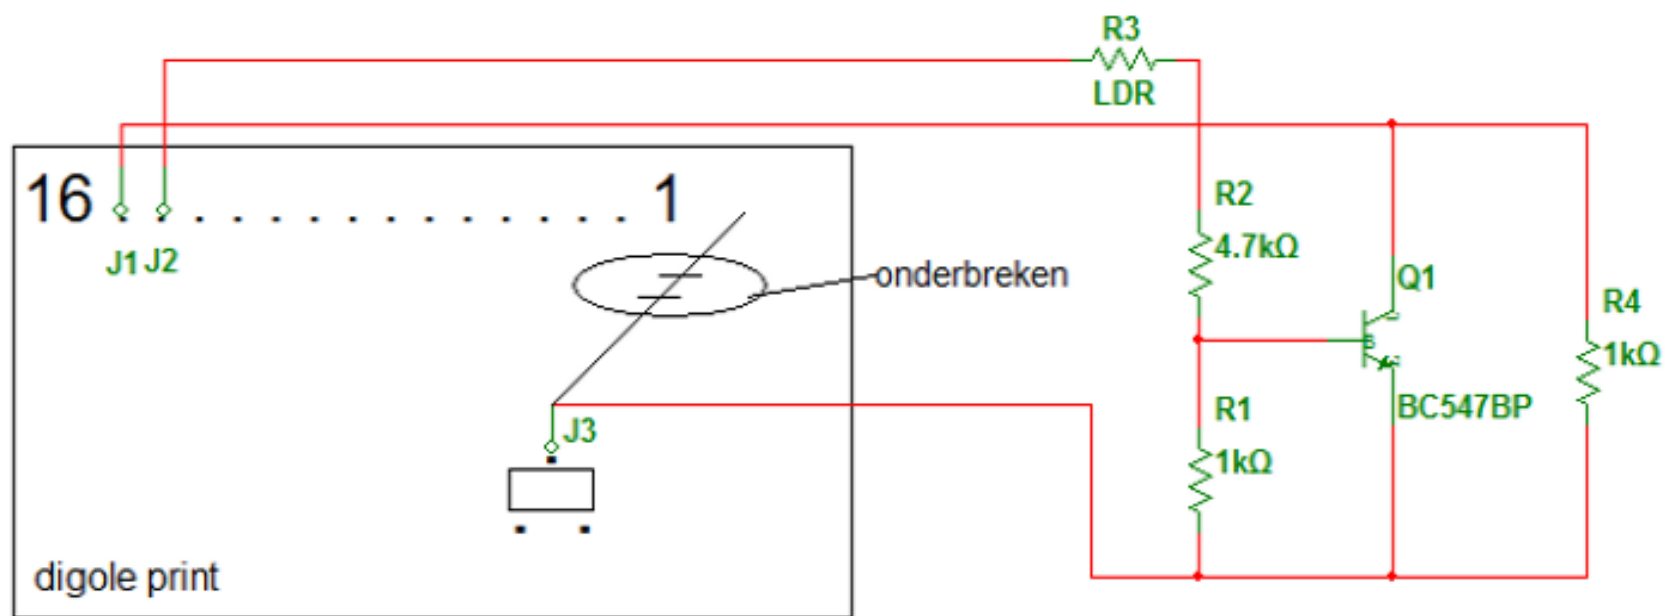 R3
LDR
16 1
J1 J2
R2
4.7kΩ
onderbreken
Q1
R4
1kΩ
BC547BP
R1
1kΩ
J3
digole print